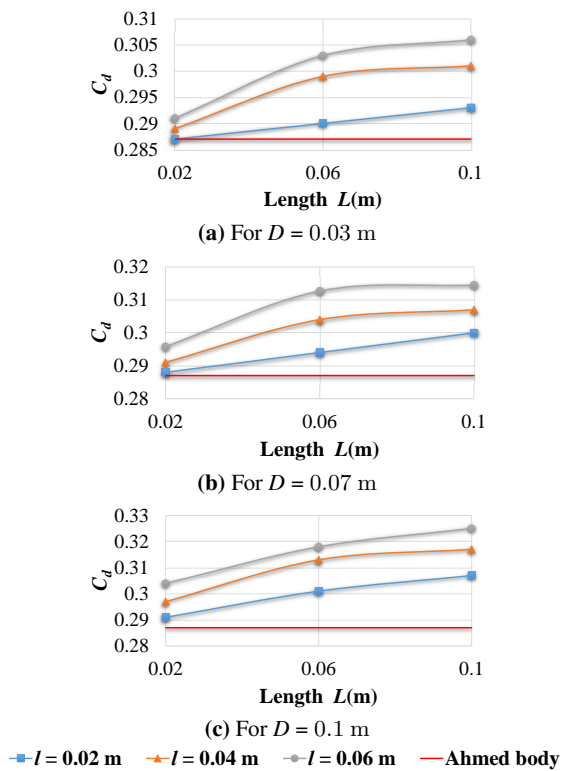 0.31
0.305
0.3
0.295
0.29
0.285
C_d
0.02 0.06 0.1
Length L(m)
(a) For D = 0.03 m
0.32
0.31
0.3
0.29
0.28
C_d
0.02 0.06 0.1
Length L(m)
(b) For D = 0.07 m
0.33
0.32
0.31
0.3
0.29
0.28
C_d
0.02 0.06 0.1
Length L(m)
(c) For D = 0.1 m
l = 0.02 m l = 0.04 m l = 0.06 m Ahmed body